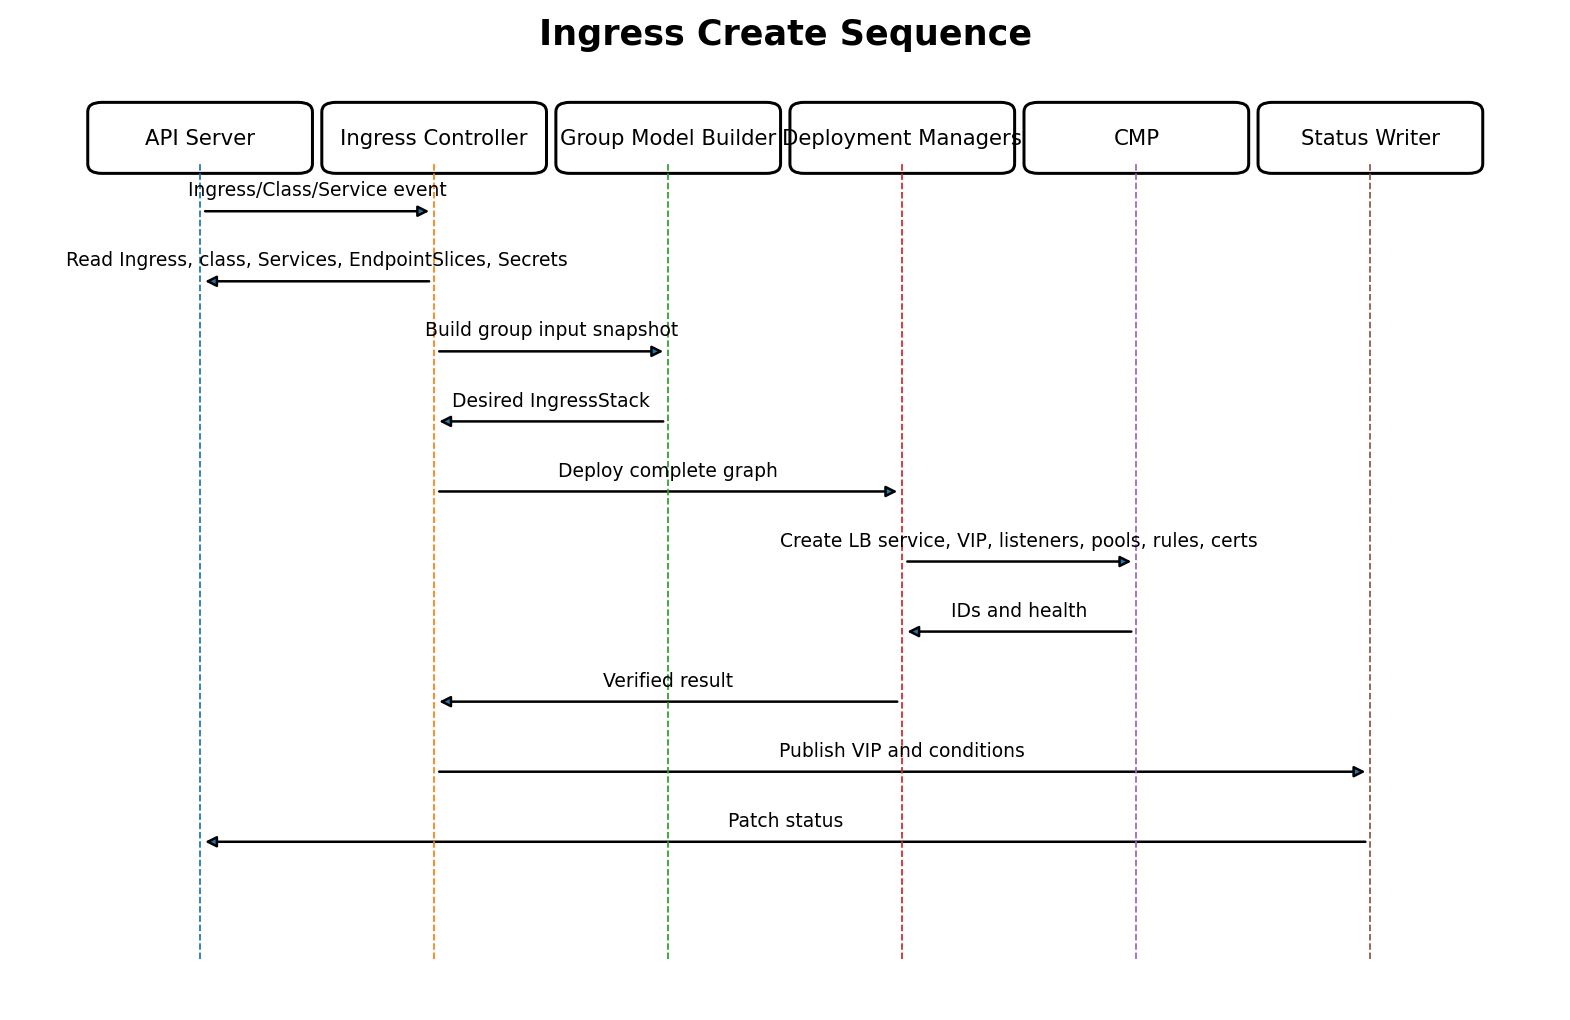 Ingress Create Sequence
API Server
Ingress Controller
Group Model Builder
Deployment Managers
CMP
Status Writer
Ingress/Class/Service event
Read Ingress, class, Services, EndpointSlices, Secrets
Build group input snapshot
Desired IngressStack
Deploy complete graph
Create LB service, VIP, listeners, pools, rules, certs
IDs and health
Verified result
Publish VIP and conditions
Patch status